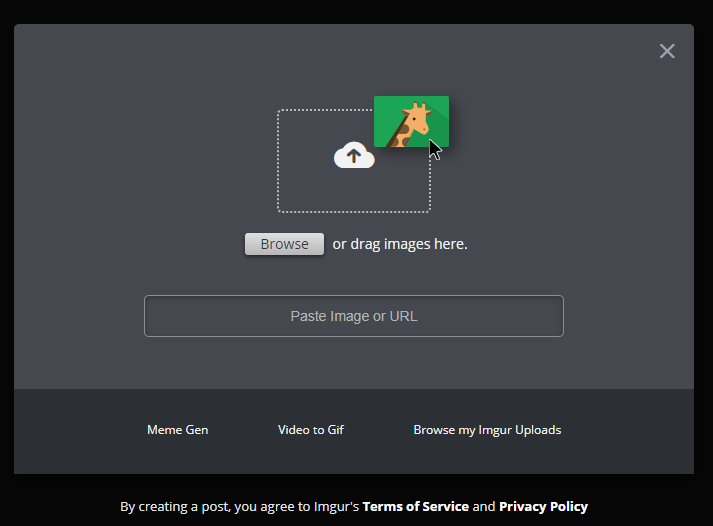 Browse or drag images here.
Paste Image or URL
Meme Gen Video to Gif Browse my Imgur Uploads
By creating a post, you agree to Imgur's Terms of Service and Privacy Policy